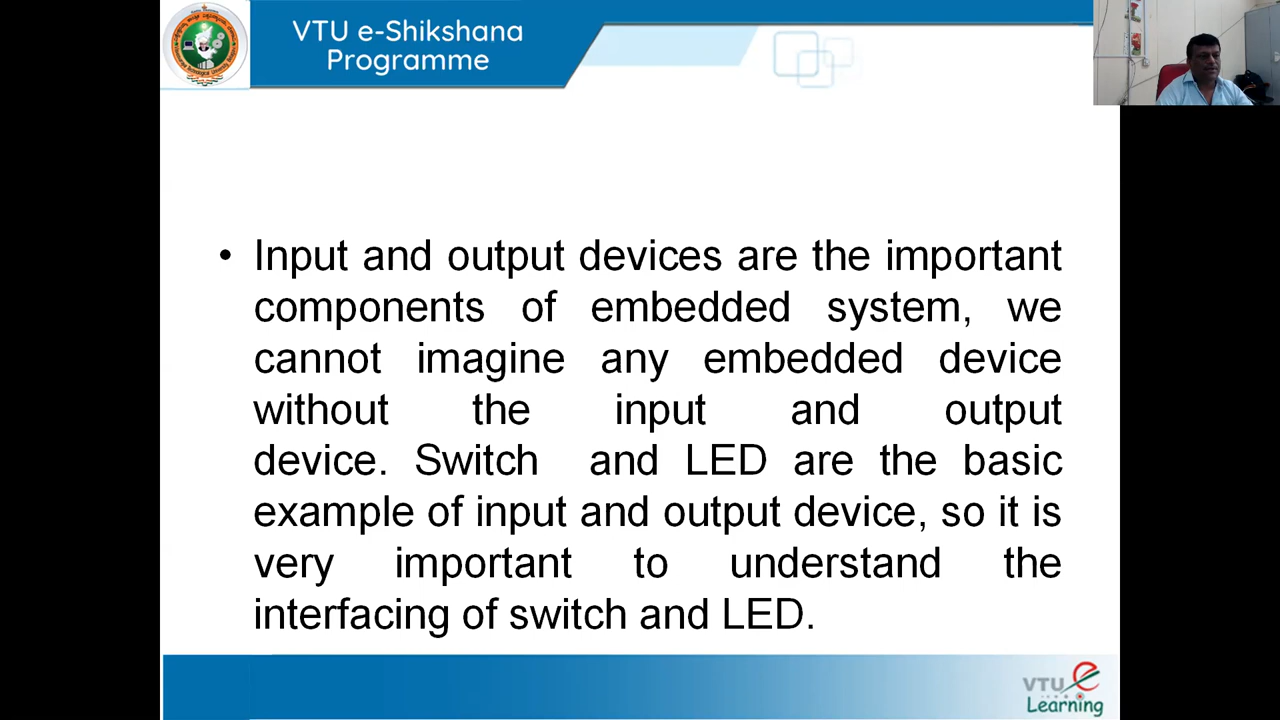 VTU e-Shikshana
Programme
• Input and output devices are the important
components of embedded system, we
cannot imagine any embedded device
without the input and output
device. Switch and LED are the basic
example of input and output device, so it is
very important to understand the
interfacing of switch and LED.
VTU e
Learning